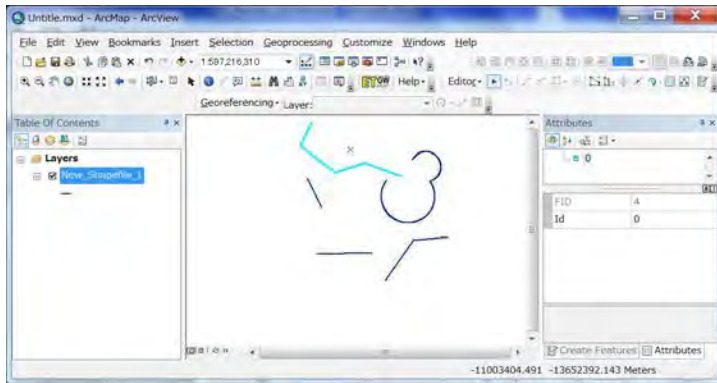 Untitle.mxd - ArcMap - ArcView
File Edit View Bookmarks Insert Selection Geoprocessing Customize Windows Help
1:597,216,310
Help Editor
Georeferencing Layer:
Table Of Contents
Attributes
Layers
New_Shapefile_1
0
FID 4
Id 0
Create Features Attributes
-11003404.491 -13652392.143 Meters